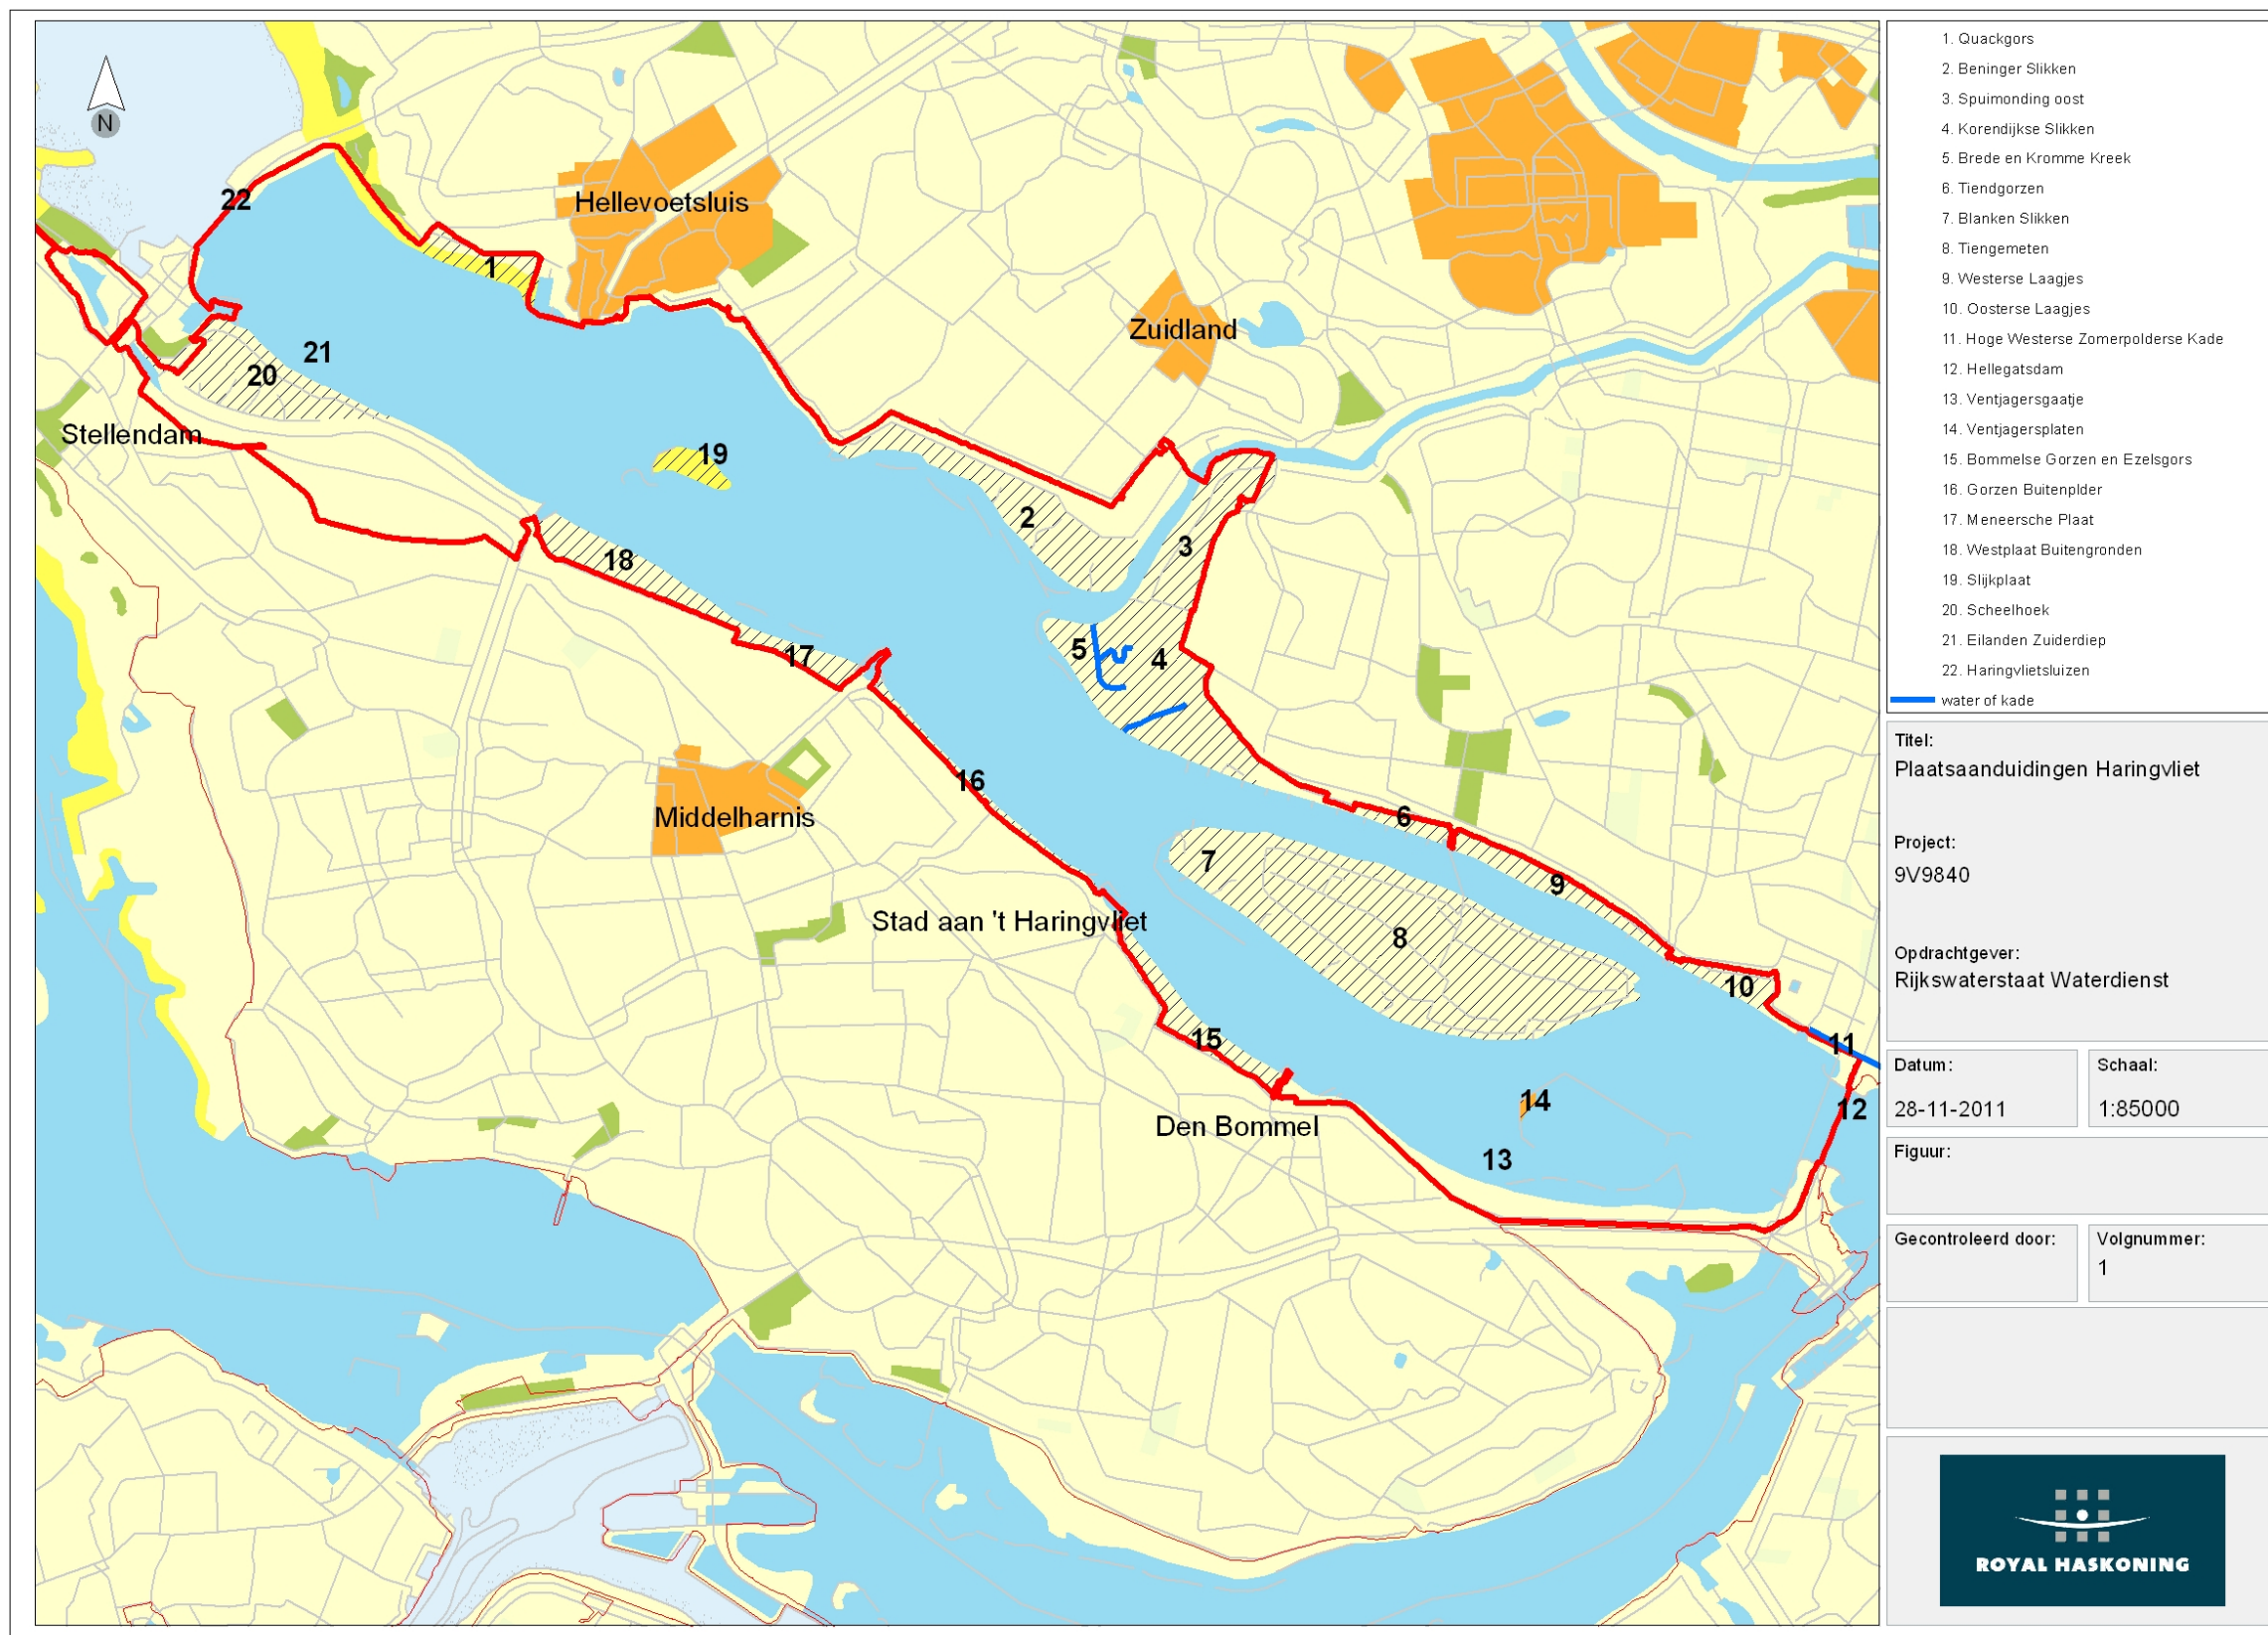 N
22
Hellevoetsluis
1
21
20
Stellendam
Zuidland
19
2
3
18
5
4
17
16
6
Middelharnis
7
9
Stad aan 't Haringvliet
8
10
15
11
14
12
Den Bommel
13
1. Quackgors
2. Beninger Slikken
3. Spuimonding oost
4. Korendijkse Slikken
5. Brede en Kromme Kreek
6. Tiendgorzen
7. Blanken Slikken
8. Tiengemeten
9. Westerse Laagjes
10. Oosterse Laagjes
11. Hoge Westerse Zomerpolderse Kade
12. Hellegatsdam
13. Ventjagersgaatje
14. Ventjagersplaten
15. Bommelse Gorzen en Ezelsgors
16. Gorzen Buitenplder
17. Meneersche Plaat
18. Westplaat Buitengronden
19. Slijkplaat
20. Scheelhoek
21. Eilanden Zuiderdiep
22. Haringvlietsluizen
water of kade
Titel:
Plaatsaanduidingen Haringvliet
Project:
9V9840
Opdrachtgever:
Rijkswaterstaat Waterdienst
Datum:
28-11-2011
Schaal:
1:85000
Figuur:
Gecontroleerd door:
Volgnummer:
1
ROYAL HASKONING